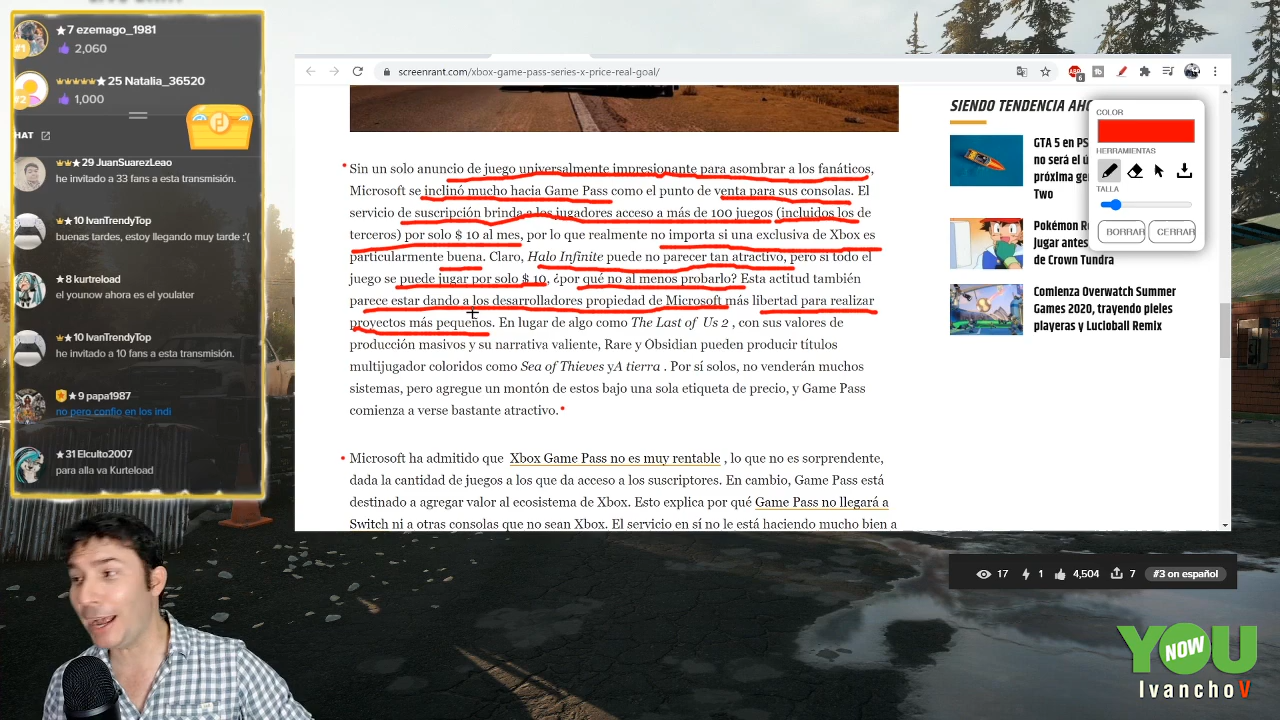 #1
★7 ezemago_1981
2,060
#2
★25 Natalia_36520
1,000
HAT
★29 JuanSuarezLeao
he invitado a 33 fans a esta transmisión.
★10 IvanTrendyTop
buenas tardes, estoy llegando muy tarde :'(
★8 kurtreload
el younow ahora es el youlater
★10 IvanTrendyTop
he invitado a 10 fans a esta transmisión.
★9 papa1987
no pero confio en los indi
★31 Elculto2007
para alla va Kurteload
screenrant.com/xbox-game-pass-series-x-price-real-goal/
ABP
6
Sin un solo anuncio de juego universalmente impresionante para asombrar a los fanáticos,
Microsoft se inclinó mucho hacia Game Pass como el punto de venta para sus consolas. El
servicio de suscripción brinda a los jugadores acceso a más de 100 juegos (incluidos los de
terceros) por solo $ 10 al mes, por lo que realmente no importa si una exclusiva de Xbox es
particularmente buena. Claro, Halo Infinite puede no parecer tan atractivo, pero si todo el
juego se puede jugar por solo $ 10, ¿por qué no al menos probarlo? Esta actitud también
parece estar dando a los desarrolladores propiedad de Microsoft más libertad para realizar
proyectos más pequeños. En lugar de algo como The Last of Us 2 , con sus valores de
producción masivos y su narrativa valiente, Rare y Obsidian pueden producir títulos
multijugador coloridos como Sea of Thieves yA tierra . Por sí solos, no venderán muchos
sistemas, pero agregue un montón de estos bajo una sola etiqueta de precio, y Game Pass
comienza a verse bastante atractivo.
Microsoft ha admitido que Xbox Game Pass no es muy rentable , lo que no es sorprendente,
dada la cantidad de juegos a los que da acceso a los suscriptores. En cambio, Game Pass está
destinado a agregar valor al ecosistema de Xbox. Esto explica por qué Game Pass no llegará a
Switch ni a otras consolas que no sean Xbox. El servicio en sí no le está haciendo mucho bien a
SIENDO TENDENCIA AHO
GTA 5 en PS
no será el ú
próxima ge
Two
Pokémon R
Jugar antes
de Crown Tundra
Comienza Overwatch Summer
Games 2020, trayendo pieles
playeras y Lucioball Remix
COLOR
HERRAMIENTAS
TALLA
BORRAR
CERRAR
17
1
4,504
7
#3 on español
YOU
NOW
IvanchoV